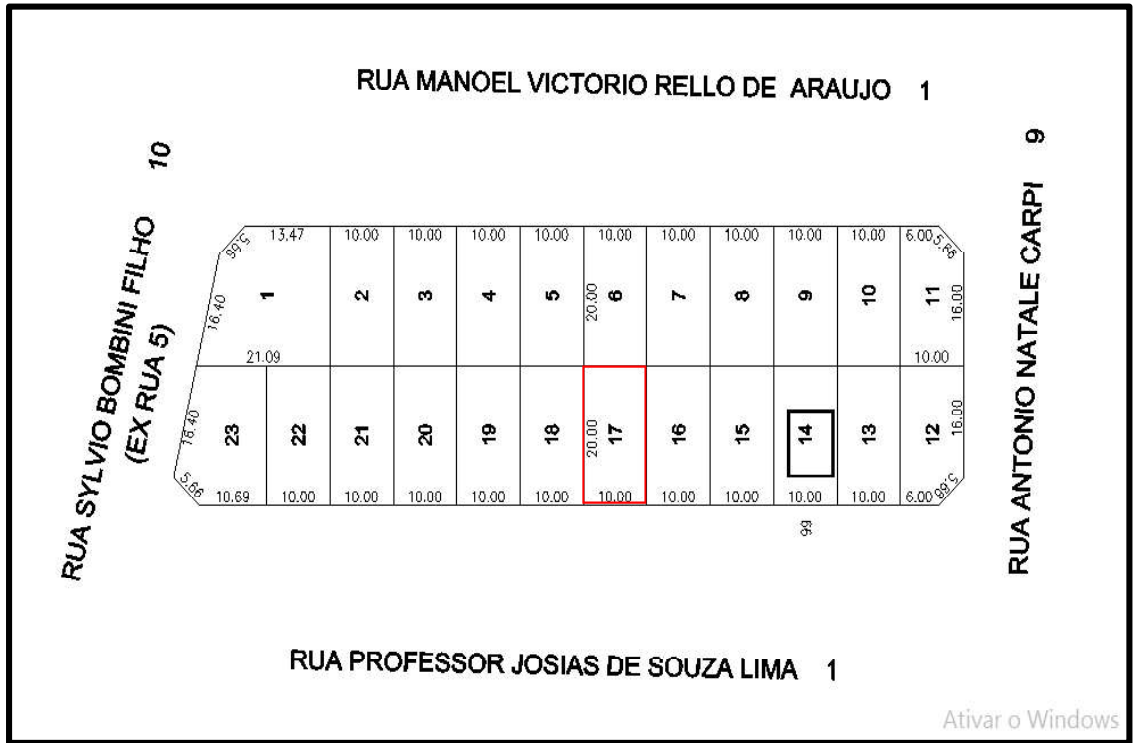 RUA MANOEL VICTORIO RELLO DE ARAUJO 1
RUA SYLVIO BOMBINI FILHO 10
(EX RUA 5)
RUA ANTONIO NATALE CARPI 9
5.66 13.47 10.00 10.00 10.00 10.00 10.00 10.00 10.00 10.00 10.00 6.00 5.66
1 2 3 4 5 6 7 8 9 10 11
16.40 20.00 16.00
21.09 10.00
23 22 21 20 19 18 17 16 15 14 13 12
16.40 20.00 16.00
5.66 10.69 10.00 10.00 10.00 10.00 10.00 10.00 10.00 10.00 10.00 10.00 6.00 5.66
66
RUA PROFESSOR JOSIAS DE SOUZA LIMA 1
Ativar o Windows